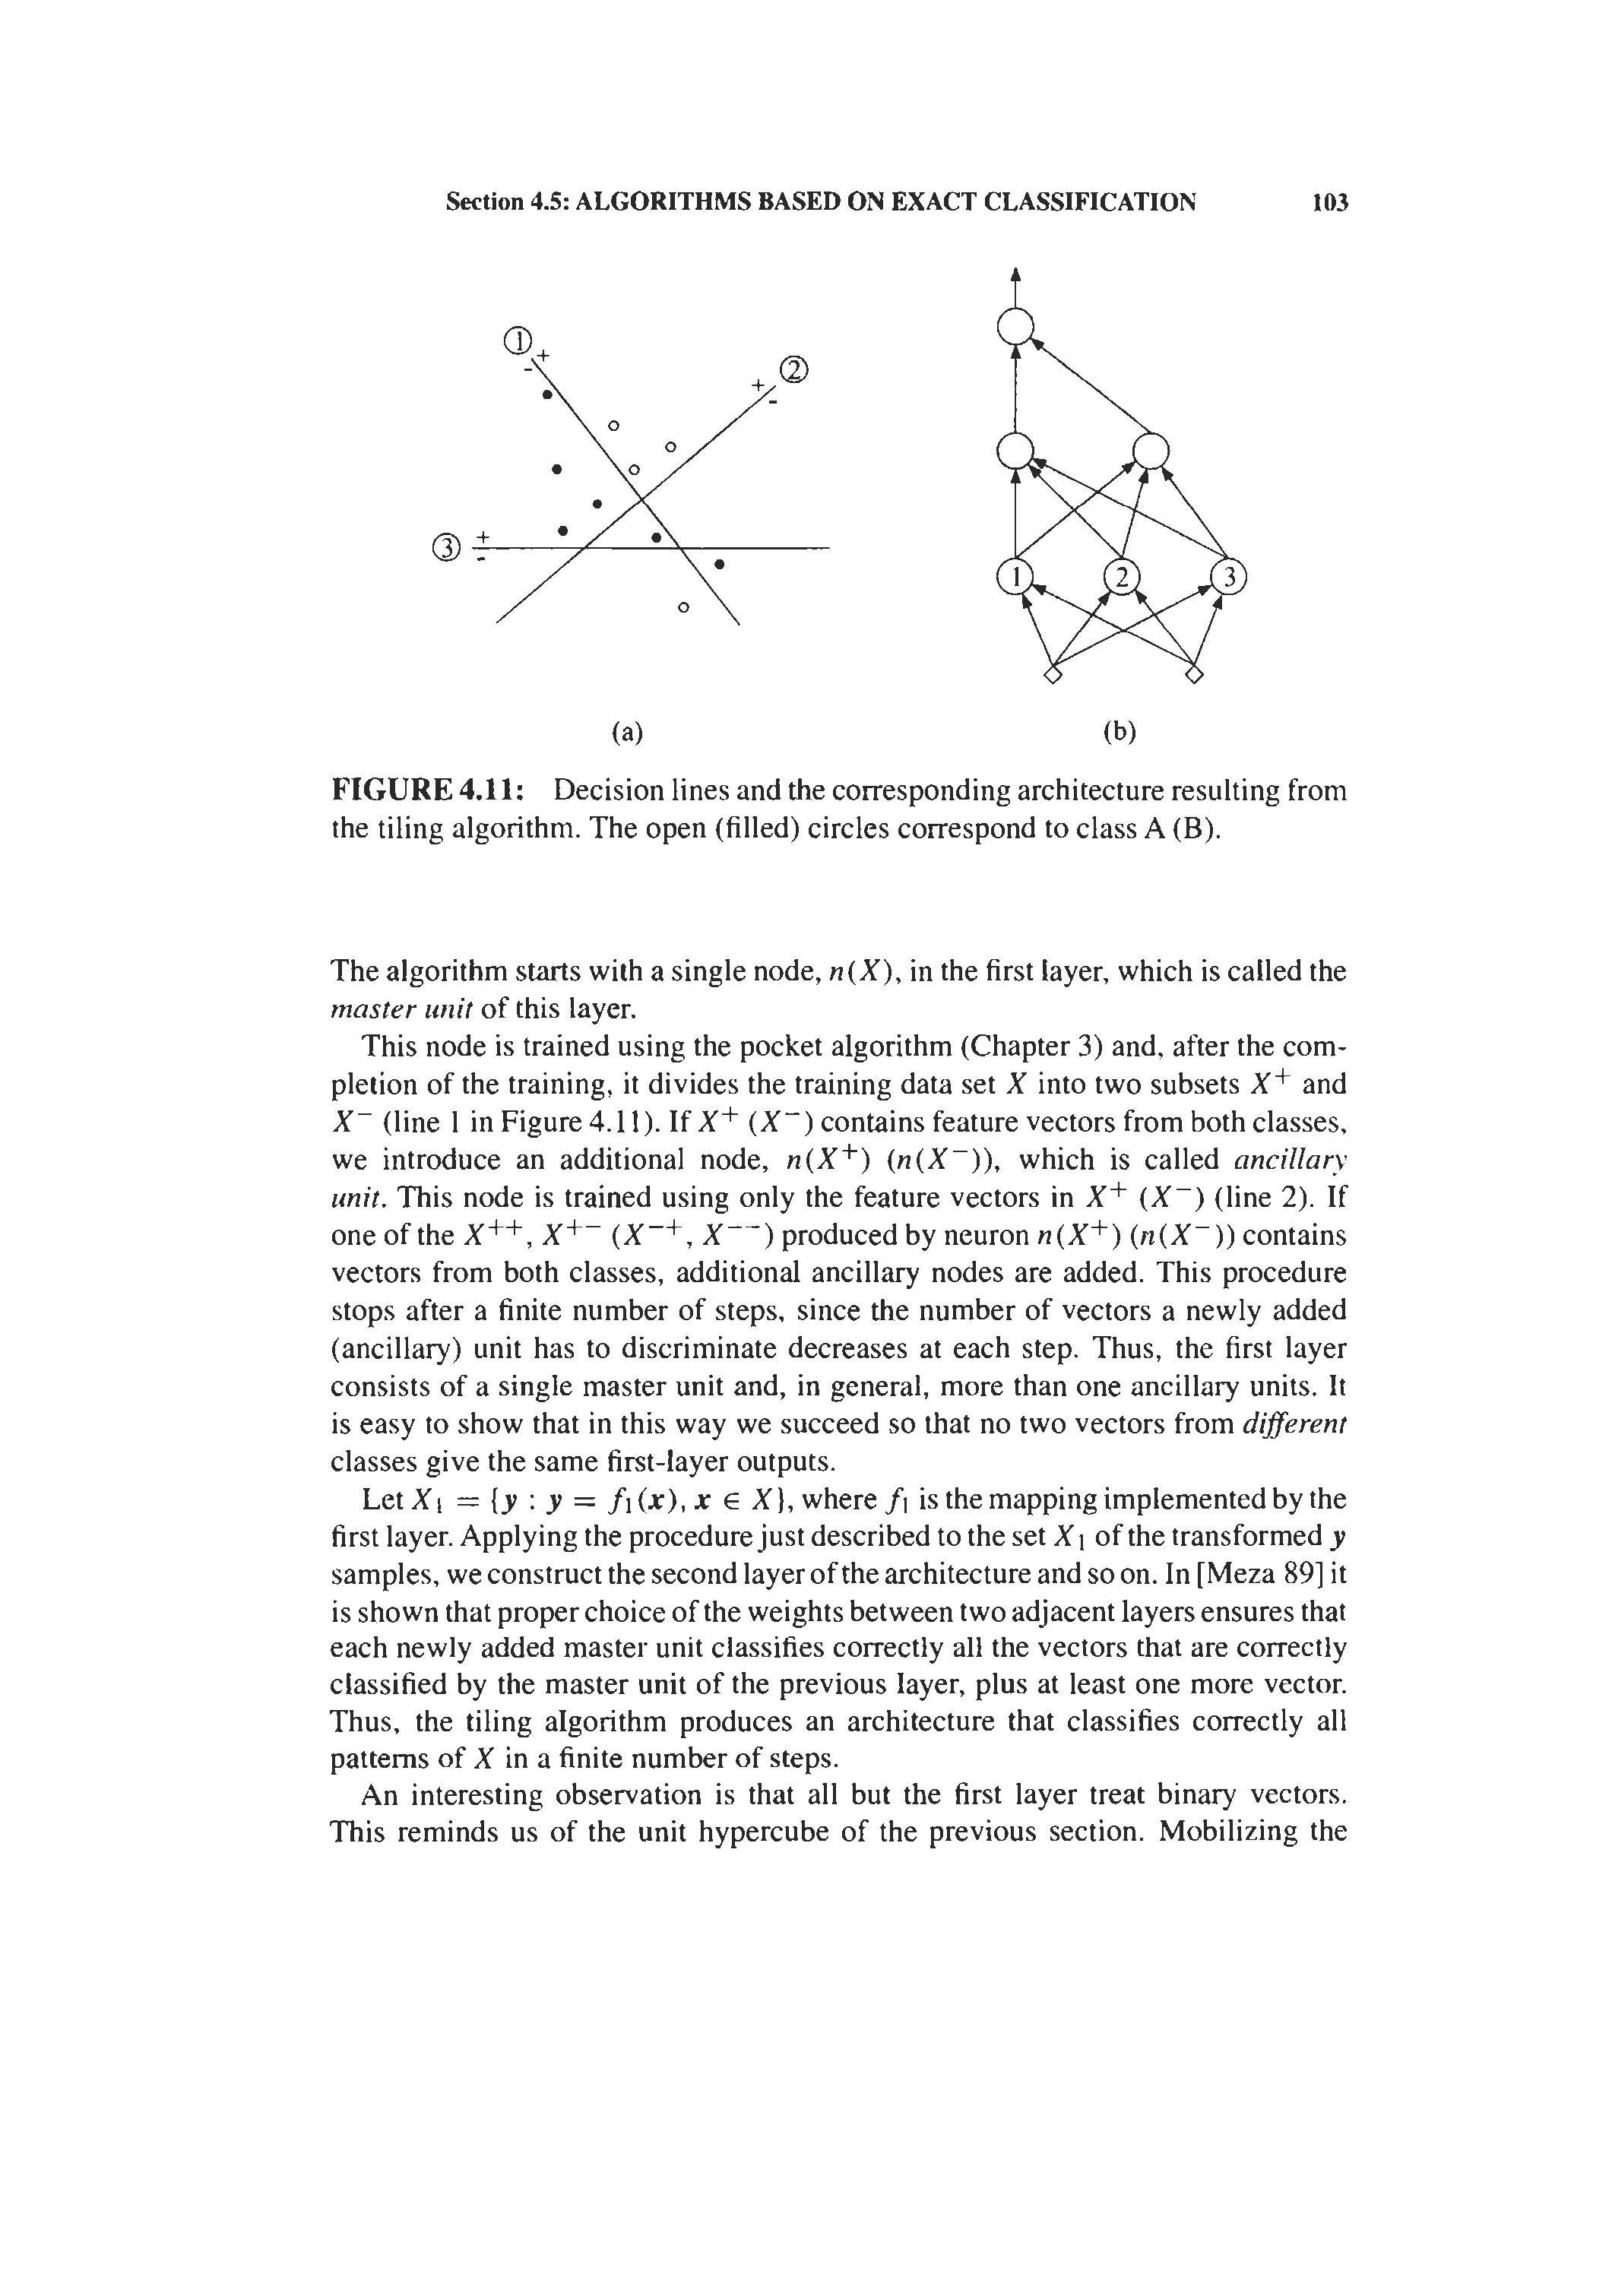 Section 4.5: ALGORITHMS BASED ON EXACT CLASSIFICATION 103
① + -
+ ② -
③ + -
1 2 3
(a) (b)
FIGURE 4.11: Decision lines and the corresponding architecture resulting from
the tiling algorithm. The open (filled) circles correspond to class A (B).
The algorithm starts with a single node, n(X), in the first layer, which is called the
master unit of this layer.
This node is trained using the pocket algorithm (Chapter 3) and, after the com-
pletion of the training, it divides the training data set X into two subsets X⁺ and
X⁻ (line 1 in Figure 4.11). If X⁺ (X⁻) contains feature vectors from both classes,
we introduce an additional node, n(X⁺) (n(X⁻)), which is called ancillary
unit. This node is trained using only the feature vectors in X⁺ (X⁻) (line 2). If
one of the X⁺⁺, X⁺⁻ (X⁻⁺, X⁻⁻) produced by neuron n(X⁺) (n(X⁻)) contains
vectors from both classes, additional ancillary nodes are added. This procedure
stops after a finite number of steps, since the number of vectors a newly added
(ancillary) unit has to discriminate decreases at each step. Thus, the first layer
consists of a single master unit and, in general, more than one ancillary units. It
is easy to show that in this way we succeed so that no two vectors from different
classes give the same first-layer outputs.
Let X₁ = {y : y = f₁(x), x ∈ X}, where f₁ is the mapping implemented by the
first layer. Applying the procedure just described to the set X₁ of the transformed y
samples, we construct the second layer of the architecture and so on. In [Meza 89] it
is shown that proper choice of the weights between two adjacent layers ensures that
each newly added master unit classifies correctly all the vectors that are correctly
classified by the master unit of the previous layer, plus at least one more vector.
Thus, the tiling algorithm produces an architecture that classifies correctly all
patterns of X in a finite number of steps.
An interesting observation is that all but the first layer treat binary vectors.
This reminds us of the unit hypercube of the previous section. Mobilizing the